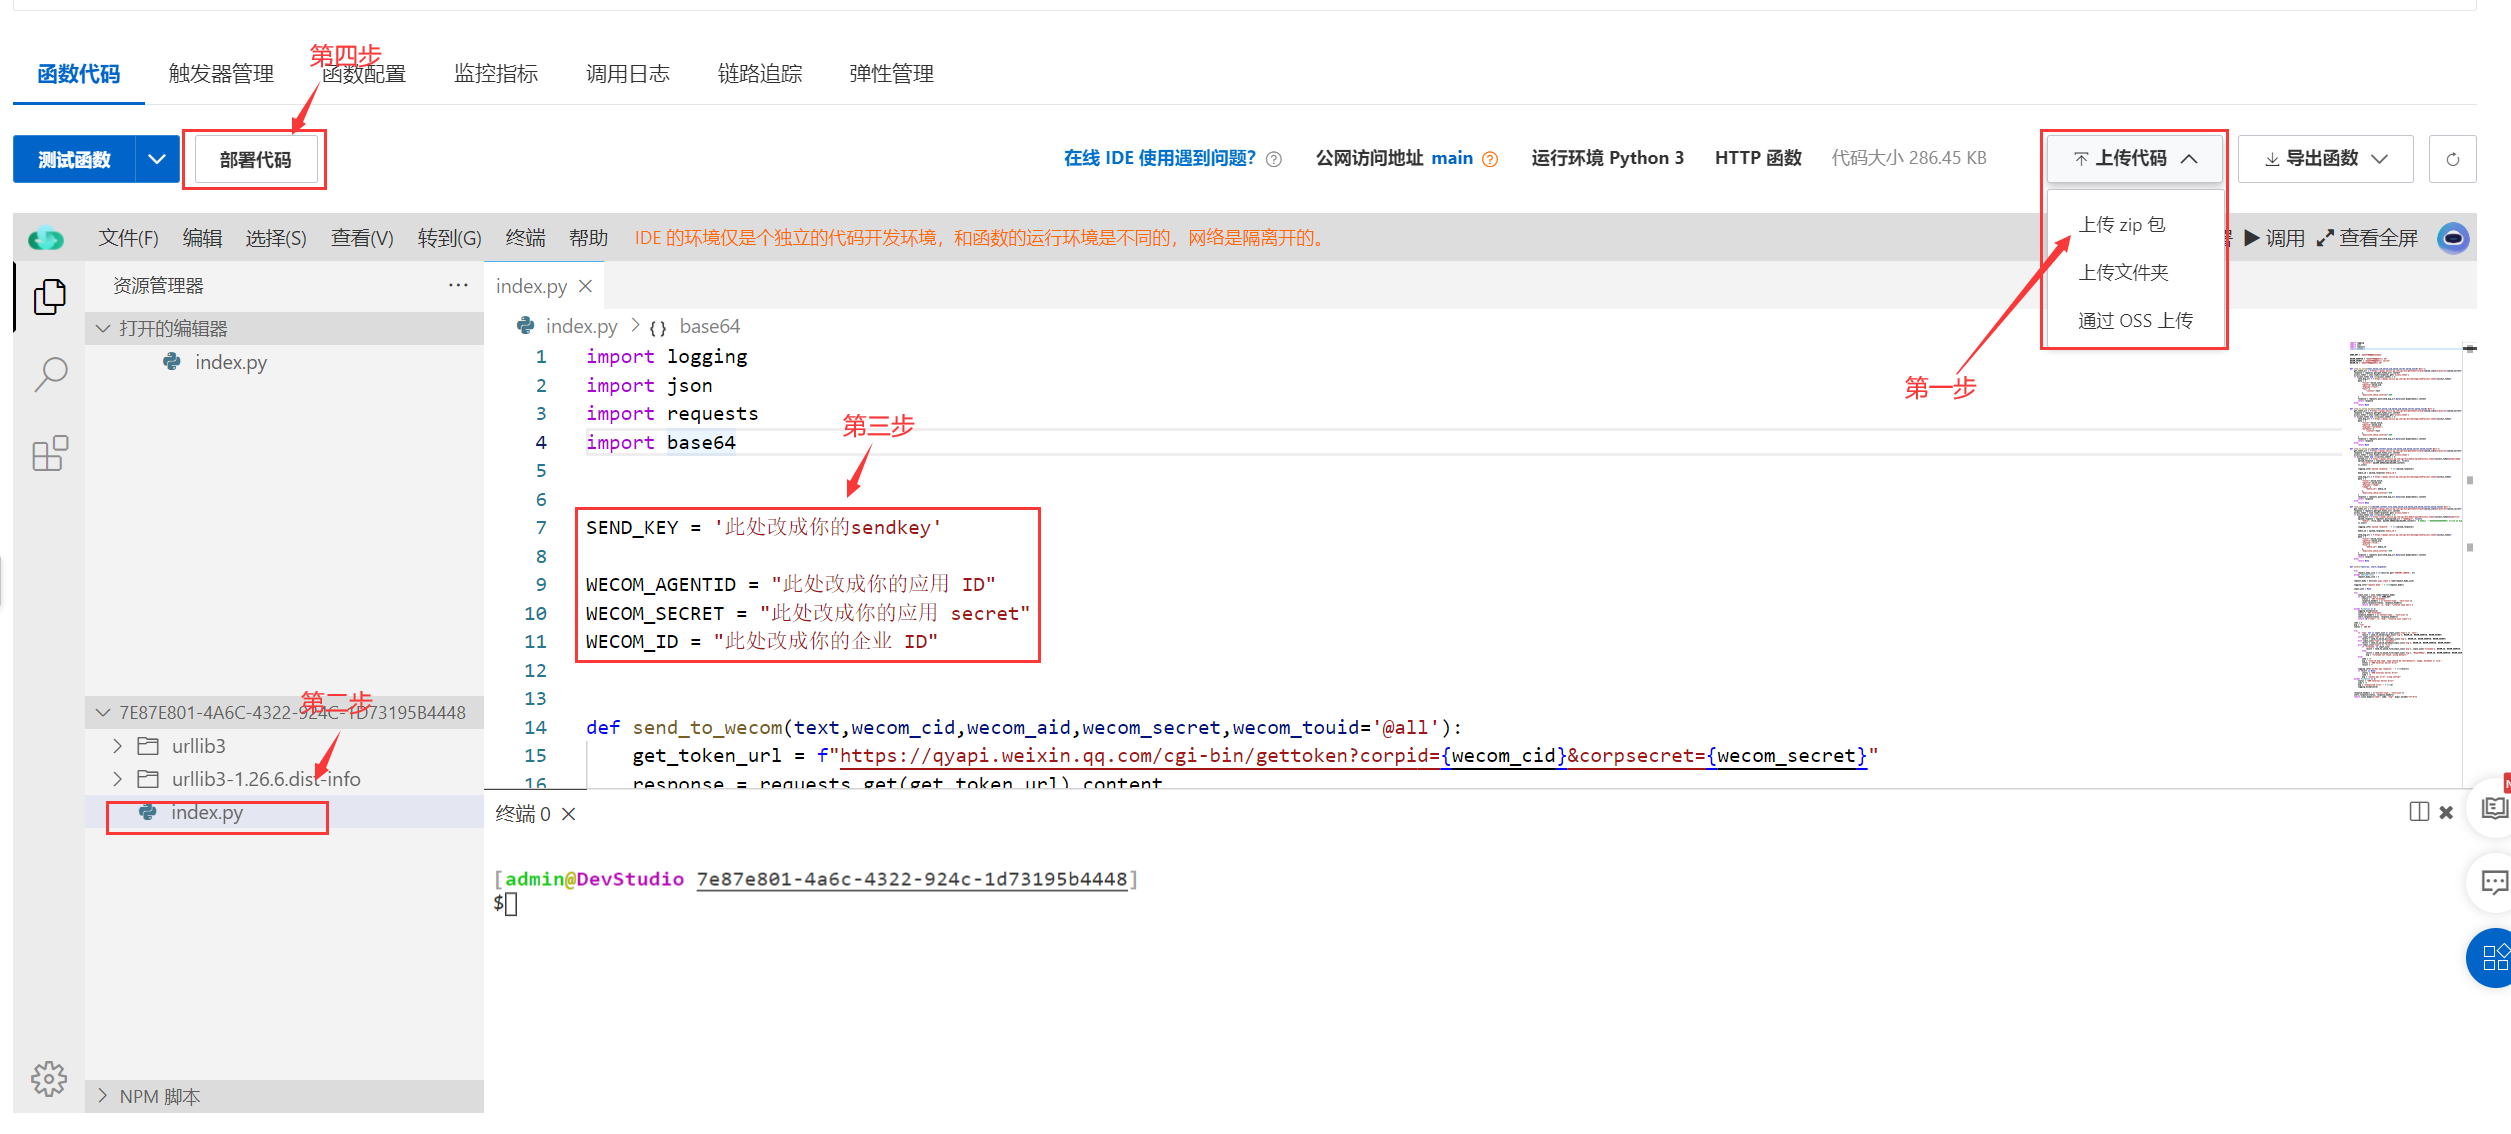 第四步
函数代码 触发器管理 函数配置 监控指标 调用日志 链路追踪 弹性管理
测试函数 部署代码 在线 IDE 使用遇到问题? 公网访问地址 main 运行环境 Python 3 HTTP 函数 代码大小 286.45 KB 上传代码 导出函数
上传 zip 包
上传文件夹
通过 OSS 上传
第一步
文件(F) 编辑 选择(S) 查看(V) 转到(G) 终端 帮助 IDE 的环境仅是个独立的代码开发环境，和函数的运行环境是不同的，网络是隔离开的。 调用 查看全屏
资源管理器 ···
打开的编辑器
index.py
index.py
index.py > {} base64
1 import logging
2 import json
3 import requests
4 import base64
5
6
第三步
7 SEND_KEY = '此处改成你的sendkey'
8
9 WECOM_AGENTID = "此处改成你的应用 ID"
10 WECOM_SECRET = "此处改成你的应用 secret"
11 WECOM_ID = "此处改成你的企业 ID"
12
13
14 def send_to_wecom(text,wecom_cid,wecom_aid,wecom_secret,wecom_touid='@all'):
15 get_token_url = f"https://qyapi.weixin.qq.com/cgi-bin/gettoken?corpid={wecom_cid}&corpsecret={wecom_secret}"
16 response = requests.get(get_token_url).content
第二步
7E87E801-4A6C-4322-924C-1D73195B4448
urllib3
urllib3-1.26.6.dist-info
index.py
NPM 脚本
终端 0
[admin@DevStudio 7e87e801-4a6c-4322-924c-1d73195b4448]
$